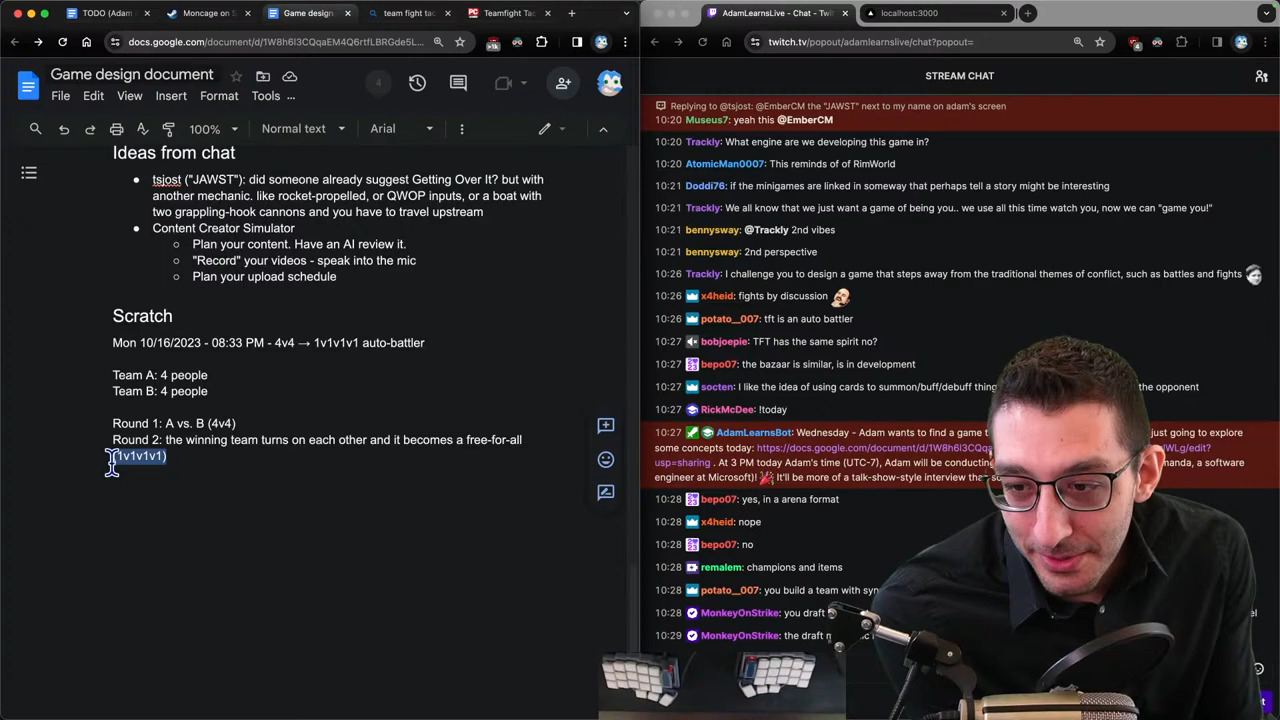 TODO (Adam
Moncage on
Game design
team fight tac
Teamfight Tac
AdamLearnsLive - Chat - Twi
localhost:3000
docs.google.com/document/d/1W8h6l3CQqaEM4Q6rtfLBRGde5L...
twitch.tv/popout/adamlearnslive/chat?popout=
Game design document
File Edit View Insert Format Tools
4
100% Normal text Arial
Ideas from chat
tsjost ("JAWST"): did someone already suggest Getting Over It? but with
another mechanic. like rocket-propelled, or QWOP inputs, or a boat with
two grappling-hook cannons and you have to travel upstream
Content Creator Simulator
Plan your content. Have an AI review it.
"Record" your videos - speak into the mic
Plan your upload schedule
Scratch
Mon 10/16/2023 - 08:33 PM - 4v4 → 1v1v1v1 auto-battler
Team A: 4 people
Team B: 4 people
Round 1: A vs. B (4v4)
Round 2: the winning team turns on each other and it becomes a free-for-all
(1v1v1v1)
STREAM CHAT
Replying to @tsjost: @EmberCM the "JAWST" next to my name on adam's screen
10:20 Museus7: yeah this @EmberCM
10:20 Trackly: What engine are we developing this game in?
10:20 AtomicMan0007: This reminds of of RimWorld
10:21 Doddi76: if the minigames are linked in someway that perhaps tell a story might be interesting
10:21 Trackly: We all know that we just want a game of being you.. we use all this time watch you, now we can "game you!"
10:21 bennysway: @Trackly 2nd vibes
10:21 bennysway: 2nd perspective
10:26 Trackly: I challenge you to design a game that steps away from the traditional themes of conflict, such as battles and fights
10:26 x4heid: fights by discussion
10:26 potato__007: tft is an auto battler
10:27 bobjoepie: TFT has the same spirit no?
10:27 bepo07: the bazaar is similar, is in development
10:27 socten: I like the idea of using cards to summon/buff/debuff thing the opponent
10:27 RickMcDee: !today
10:27 AdamLearnsBot: Wednesday - Adam wants to find a game t just going to explore
some concepts today: https://docs.google.com/document/d/1W8h6l3CQq WLg/edit?
usp=sharing . At 3 PM today Adam's time (UTC-7), Adam will be conducting manda, a software
engineer at Microsoft)! It'll be more of a talk-show-style interview than
10:28 bepo07: yes, in a arena format
10:28 x4heid: nope
10:28 bepo07: no
10:28 remalem: champions and items
10:28 potato__007: you build a team with syn
10:28 MonkeyOnStrike: you draft
10:29 MonkeyOnStrike: the draft